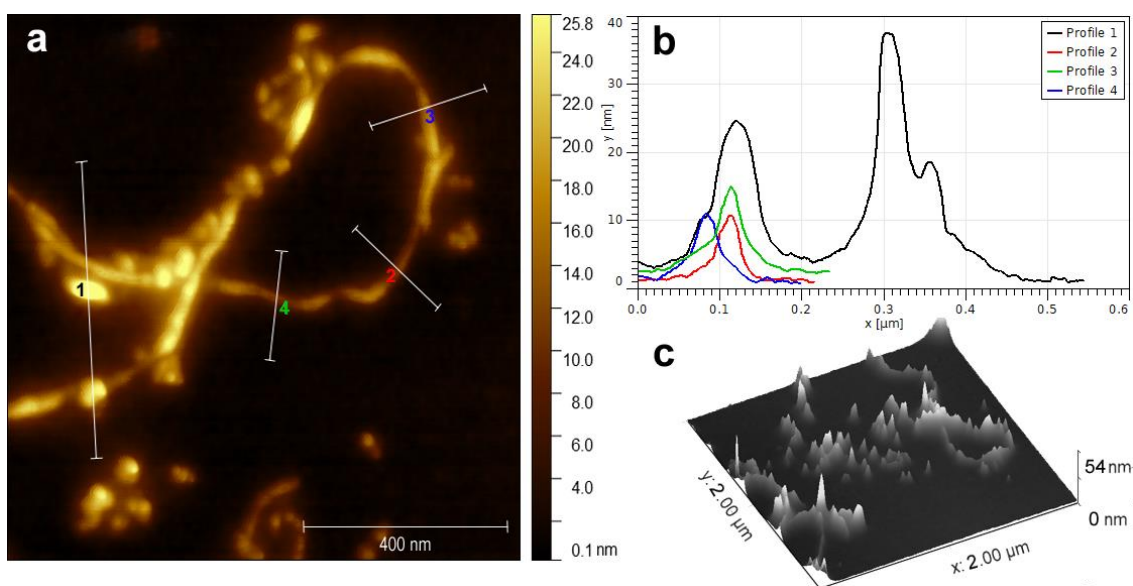 a
1
2
3
4
400 nm
25.8
24.0
22.0
20.0
18.0
16.0
14.0
12.0
10.0
8.0
6.0
4.0
0.1 nm
b
40
30
20
10
0
y [nm]
0.0
0.1
0.2
0.3
0.4
0.5
0.6
x [µm]
Profile 1
Profile 2
Profile 3
Profile 4
c
y: 2.00 µm
x: 2.00 µm
54 nm
0 nm